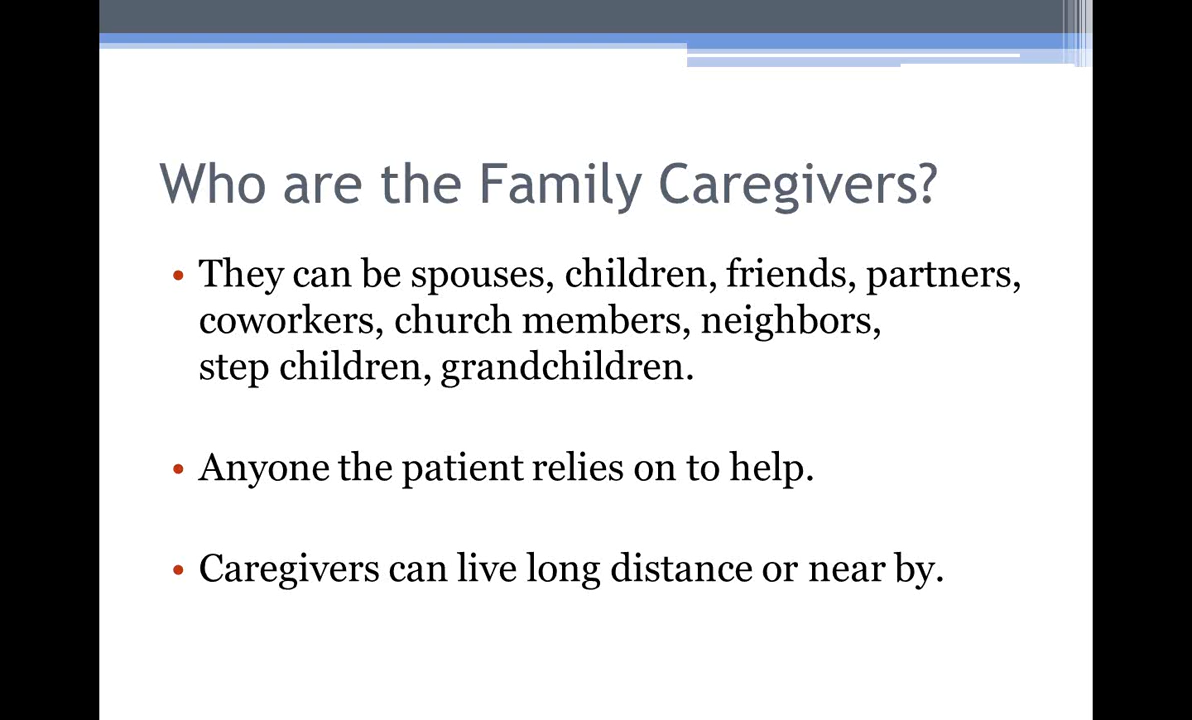 Who are the Family Caregivers?
• They can be spouses, children, friends, partners,
coworkers, church members, neighbors,
step children, grandchildren.
• Anyone the patient relies on to help.
• Caregivers can live long distance or near by.